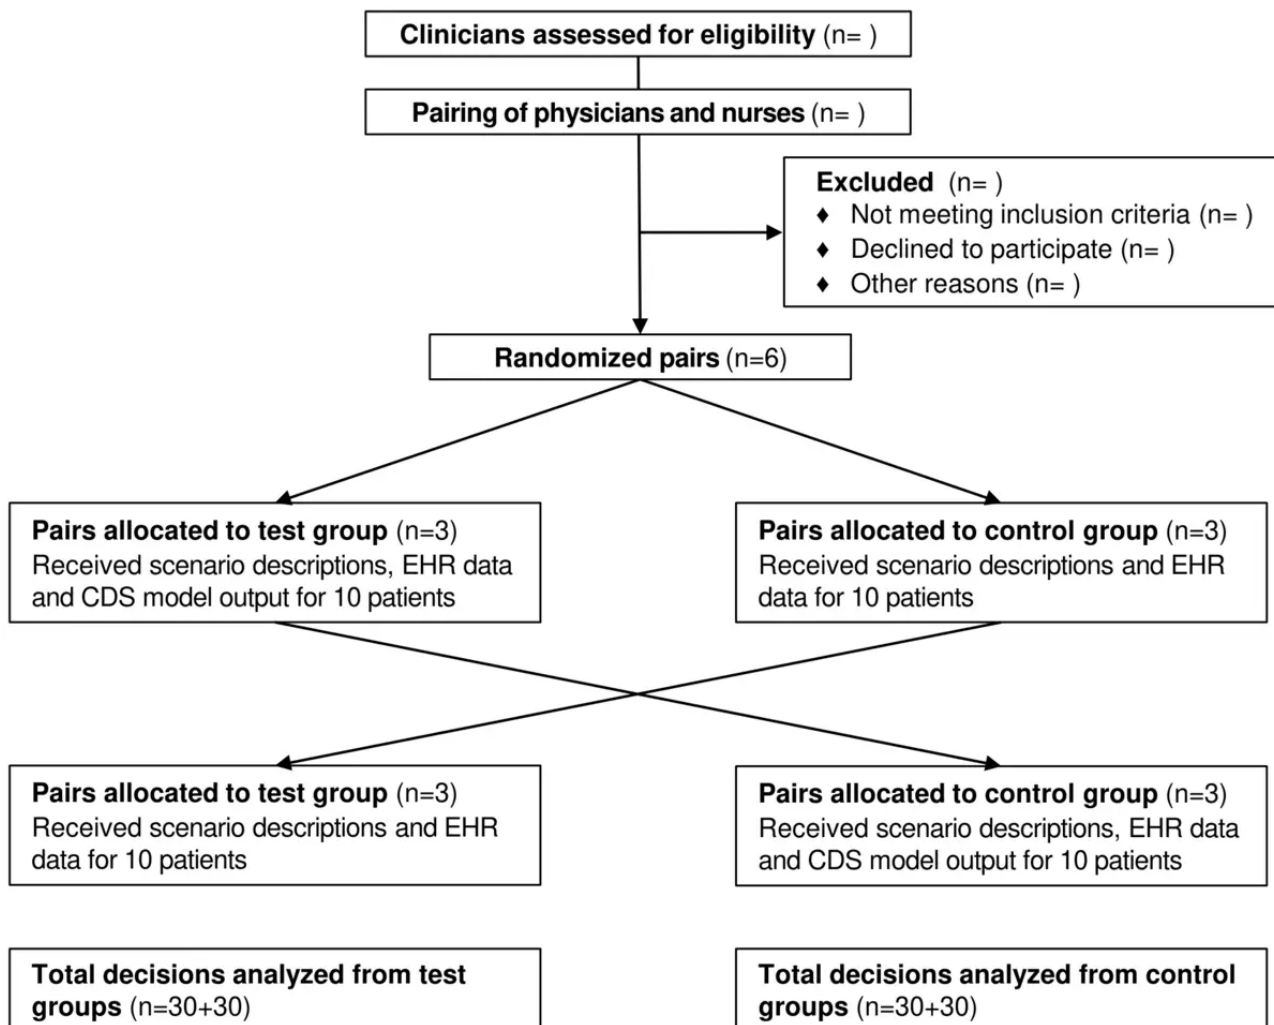 Clinicians assessed for eligibility (n= )
Pairing of physicians and nurses (n= )
Excluded (n= )
♦ Not meeting inclusion criteria (n= )
♦ Declined to participate (n= )
♦ Other reasons (n= )
Randomized pairs (n=6)
Pairs allocated to test group (n=3)
Received scenario descriptions, EHR data
and CDS model output for 10 patients
Pairs allocated to control group (n=3)
Received scenario descriptions and EHR
data for 10 patients
Pairs allocated to test group (n=3)
Received scenario descriptions and EHR
data for 10 patients
Pairs allocated to control group (n=3)
Received scenario descriptions, EHR data
and CDS model output for 10 patients
Total decisions analyzed from test
groups (n=30+30)
Total decisions analyzed from control
groups (n=30+30)